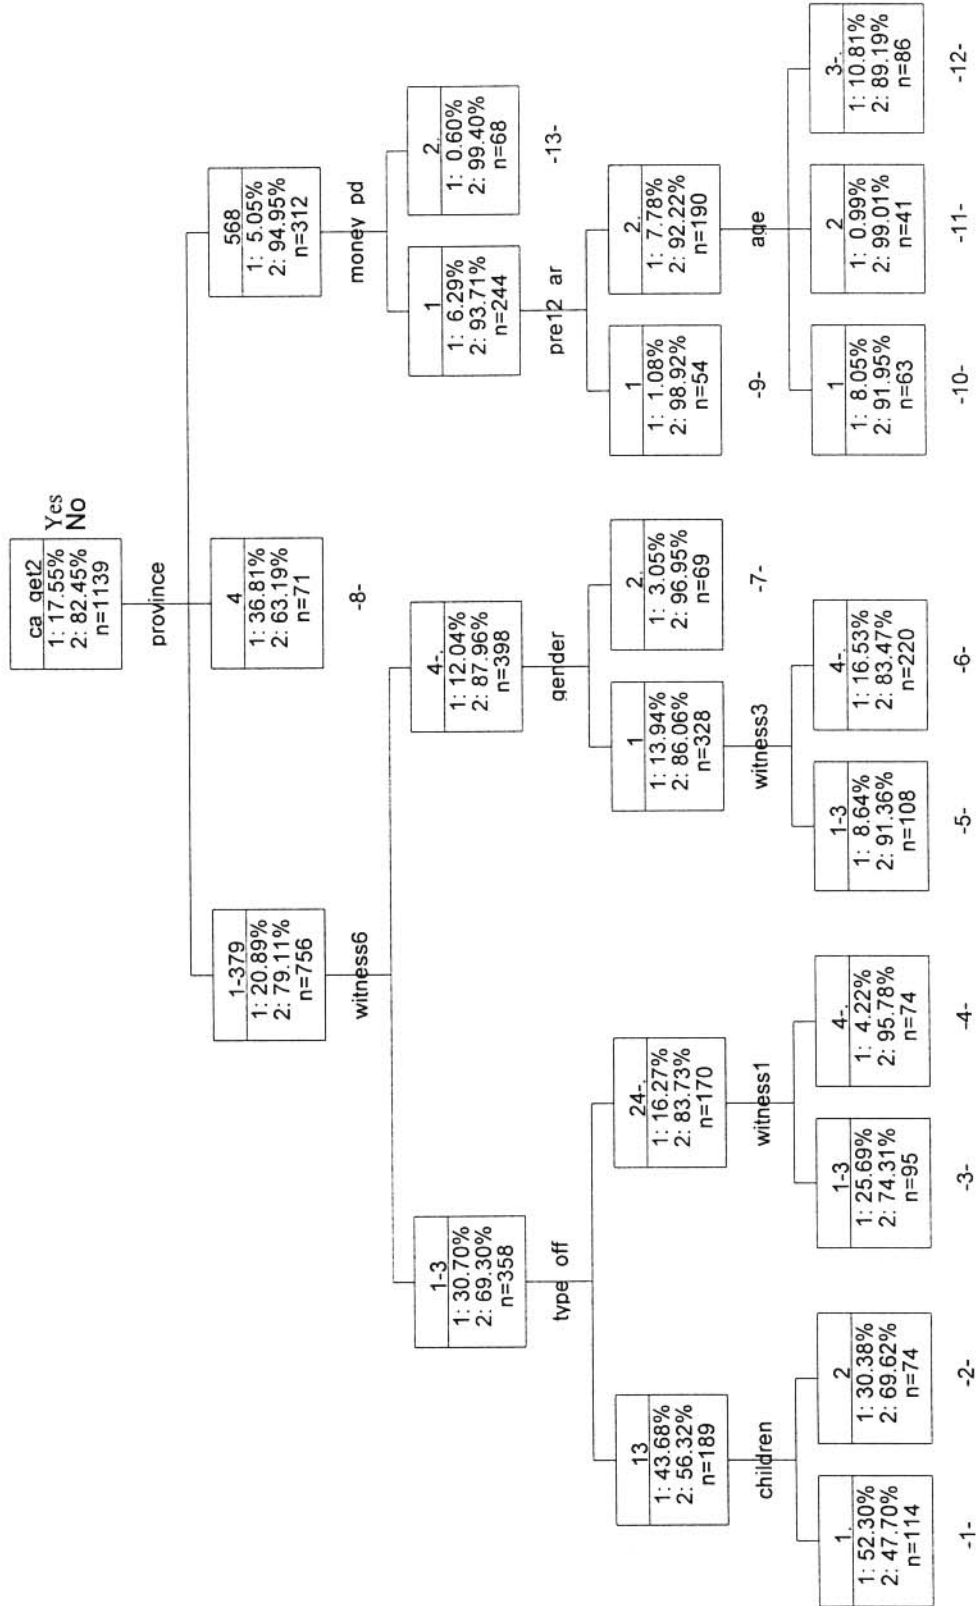 ca get2
1: 17.55% Yes
2: 82.45% No
n=1139
province
1-379
1: 20.89%
2: 79.11%
n=756
4
1: 36.81%
2: 63.19%
n=71
-8-
568
1: 5.05%
2: 94.95%
n=312
witness6
money pd
1-3
1: 30.70%
2: 69.30%
n=358
4-.
1: 12.04%
2: 87.96%
n=398
1
1: 6.29%
2: 93.71%
n=244
2.
1: 0.60%
2: 99.40%
n=68
-13-
type off
gender
pre12 ar
13
1: 43.68%
2: 56.32%
n=189
24-.
1: 16.27%
2: 83.73%
n=170
1
1: 13.94%
2: 86.06%
n=328
2.
1: 3.05%
2: 96.95%
n=69
-7-
1
1: 1.08%
2: 98.92%
n=54
-9-
2.
1: 7.78%
2: 92.22%
n=190
children
witness1
witness3
age
1.
1: 52.30%
2: 47.70%
n=114
-1-
2
1: 30.38%
2: 69.62%
n=74
-2-
1-3
1: 25.69%
2: 74.31%
n=95
-3-
4-.
1: 4.22%
2: 95.78%
n=74
-4-
1-3
1: 8.64%
2: 91.36%
n=108
-5-
4-.
1: 16.53%
2: 83.47%
n=220
-6-
1
1: 8.05%
2: 91.95%
n=63
-10-
2
1: 0.99%
2: 99.01%
n=41
-11-
3-.
1: 10.81%
2: 89.19%
n=86
-12-